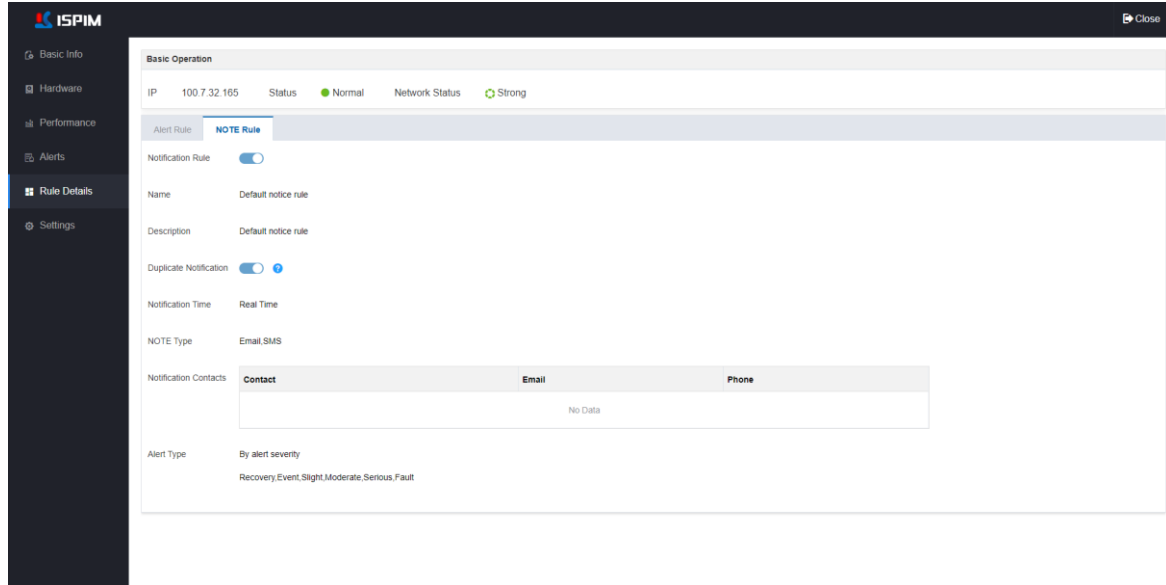 ISPIM
Close
Basic Info
Hardware
Performance
Alerts
Rule Details
Settings
Basic Operation
IP 100.7.32.165 Status Normal Network Status Strong
Alert Rule NOTE Rule
Notification Rule
Name Default notice rule
Description Default notice rule
Duplicate Notification ?
Notification Time Real Time
NOTE Type Email,SMS
Notification Contacts Contact Email Phone
No Data
Alert Type By alert severity
Recovery,Event,Slight,Moderate,Serious,Fault